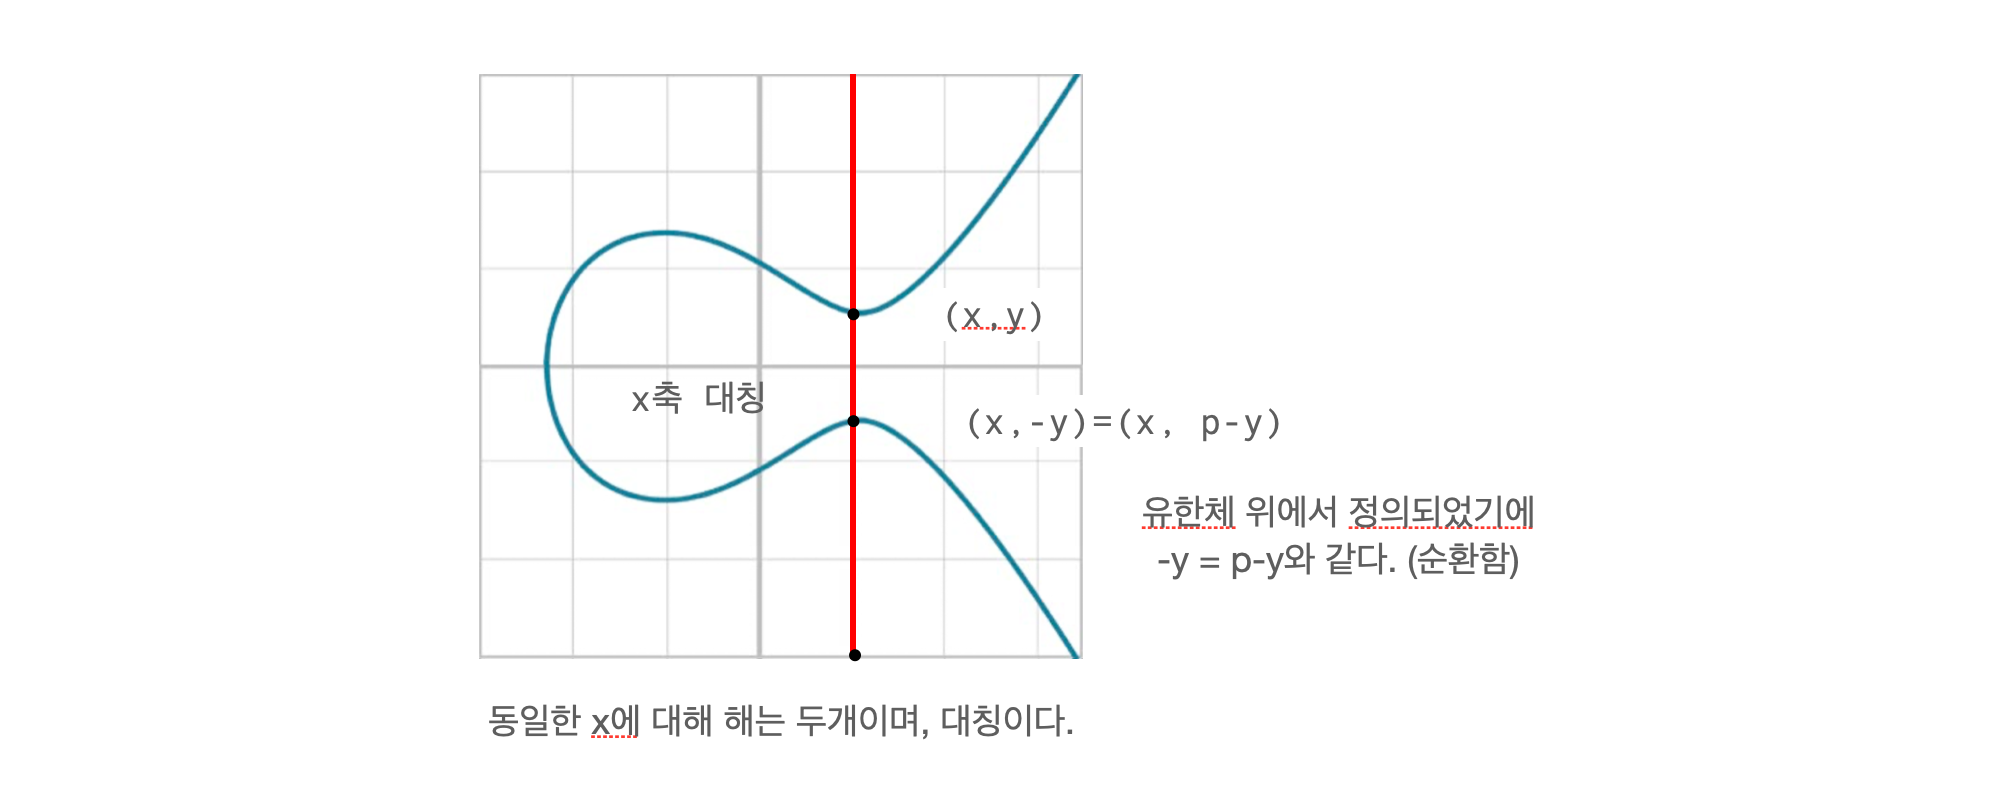 (x,y)
x축 대칭
(x,-y)=(x, p-y)
유한체 위에서 정의되었기에
-y = p-y와 같다. (순환함)
동일한 x에 대해 해는 두개이며, 대칭이다.